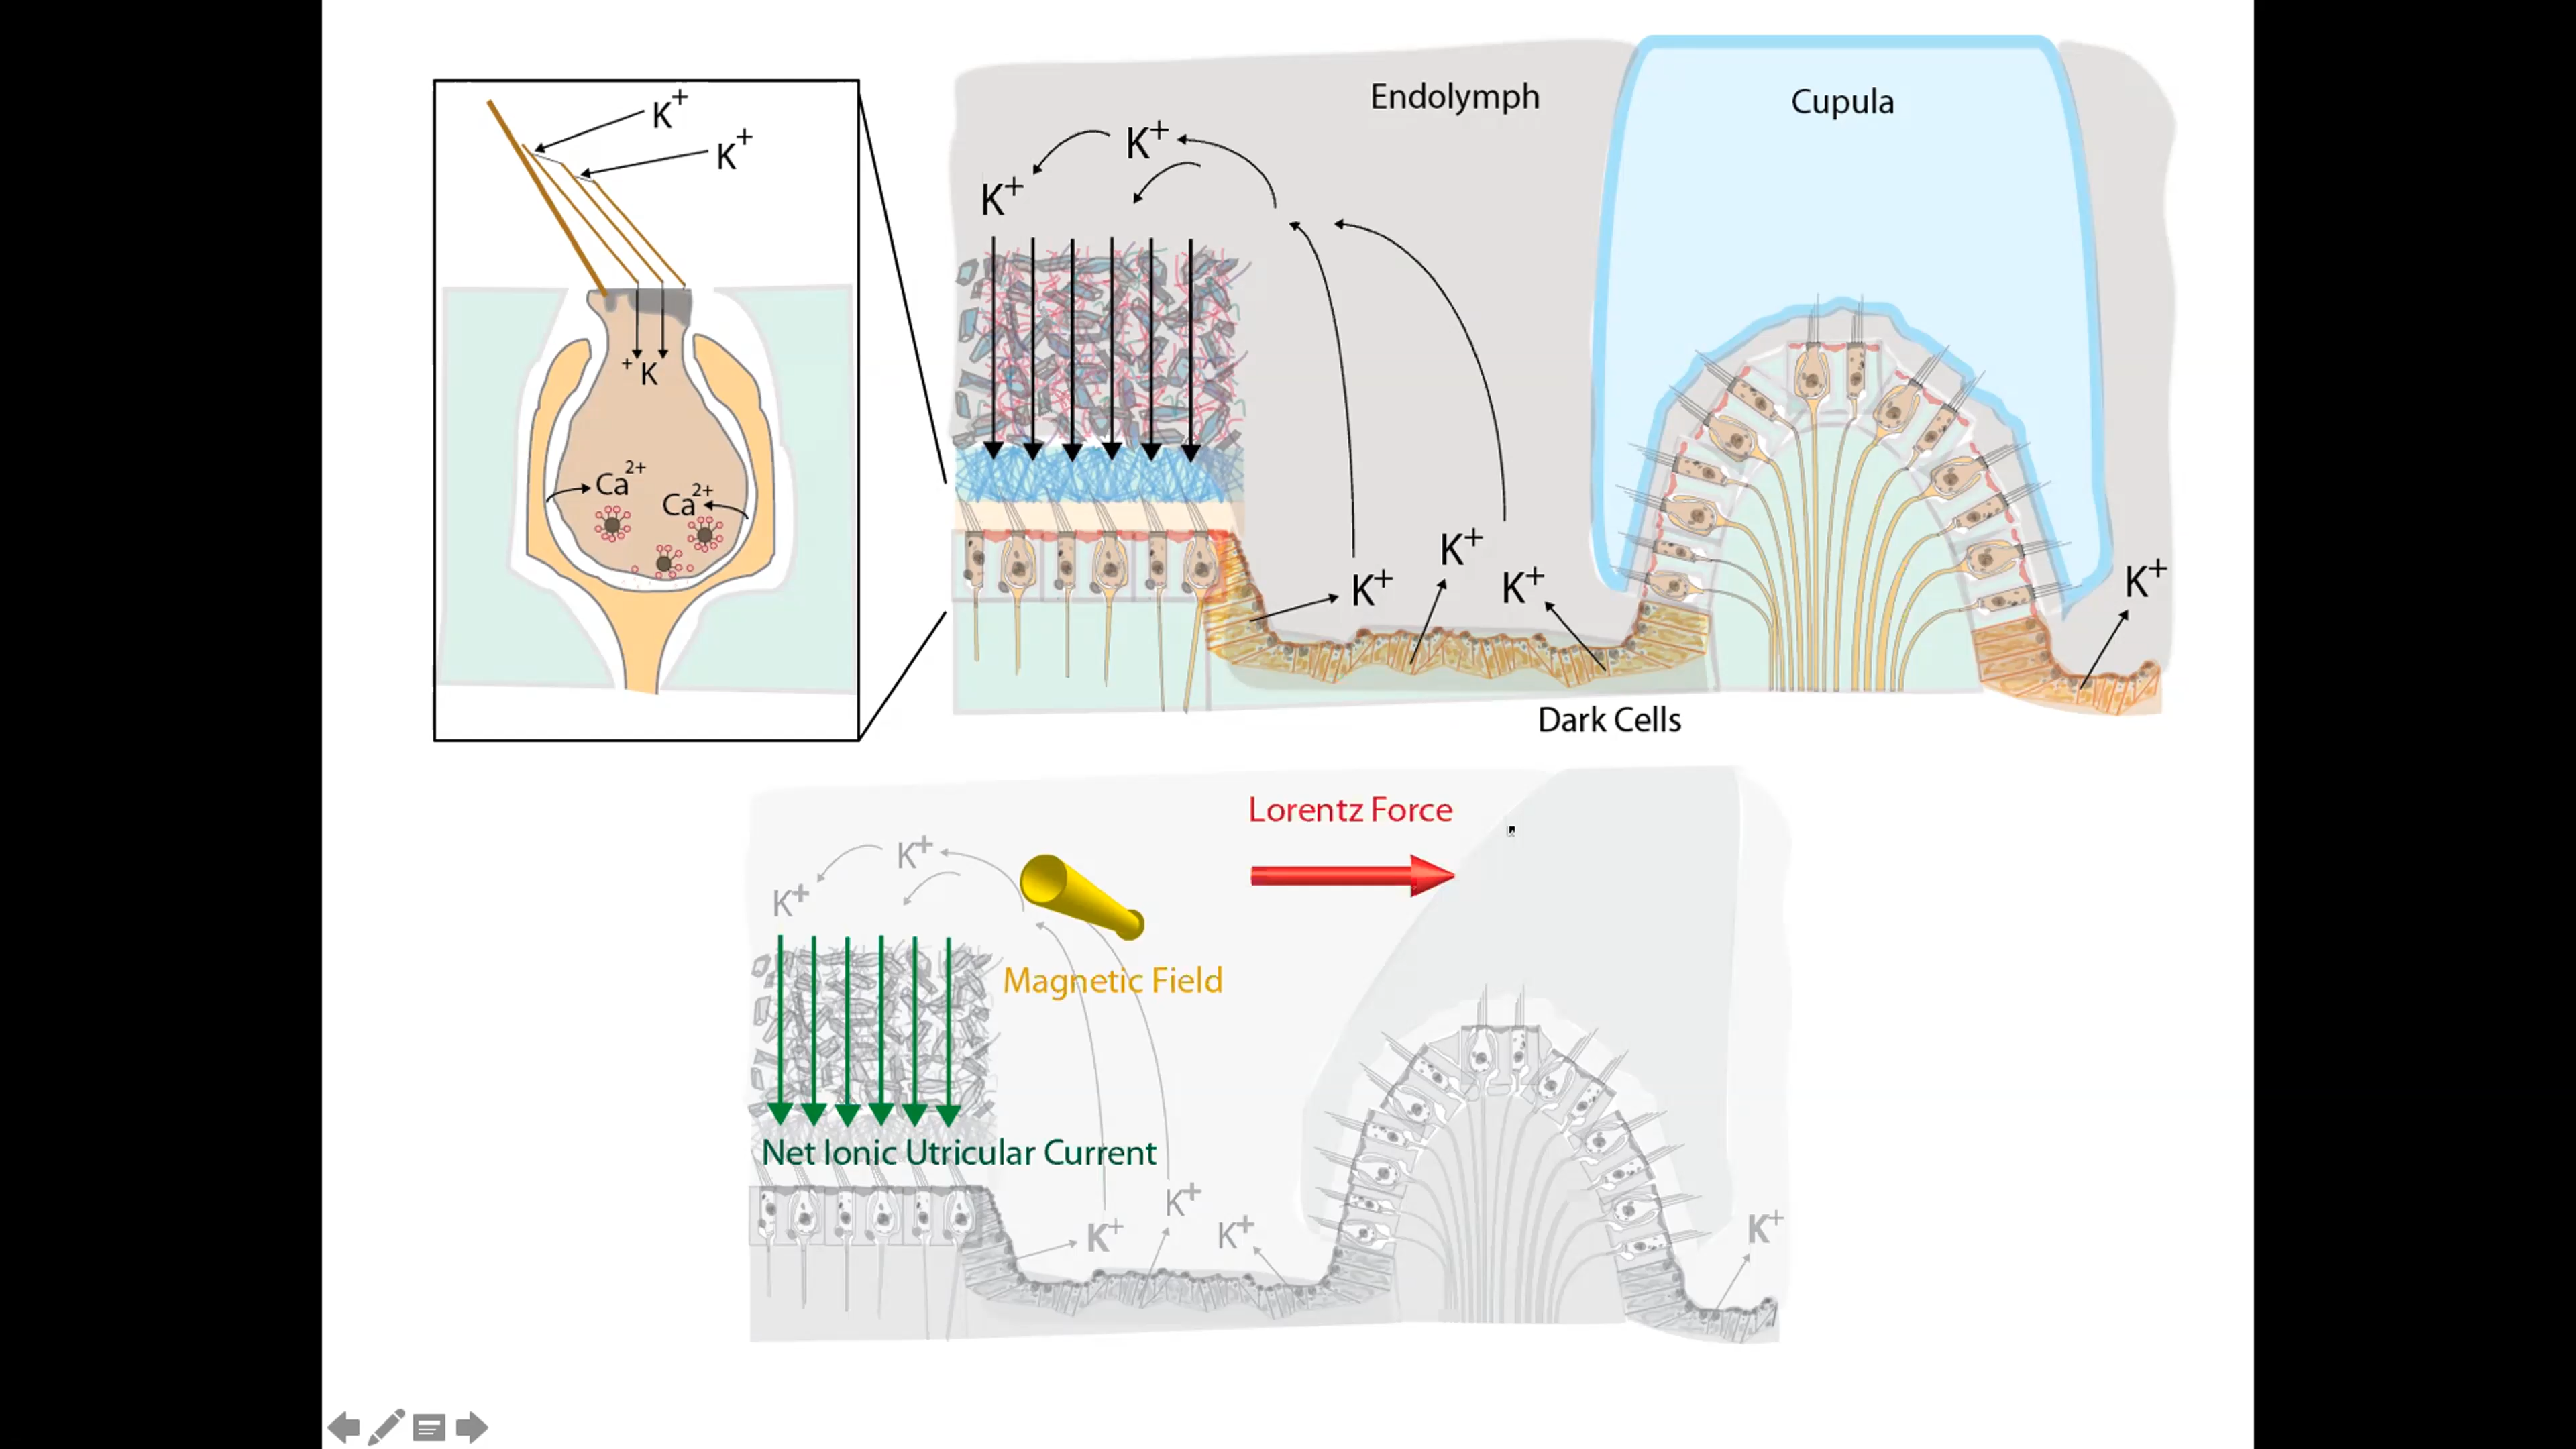 K+
K+
+K
Ca2+
Ca2+
Endolymph
Cupula
K+
K+
K+
K+
K+
K+
Dark Cells
Lorentz Force
K+
K+
Magnetic Field
Net Ionic Utricular Current
K+
K+
K+
K+